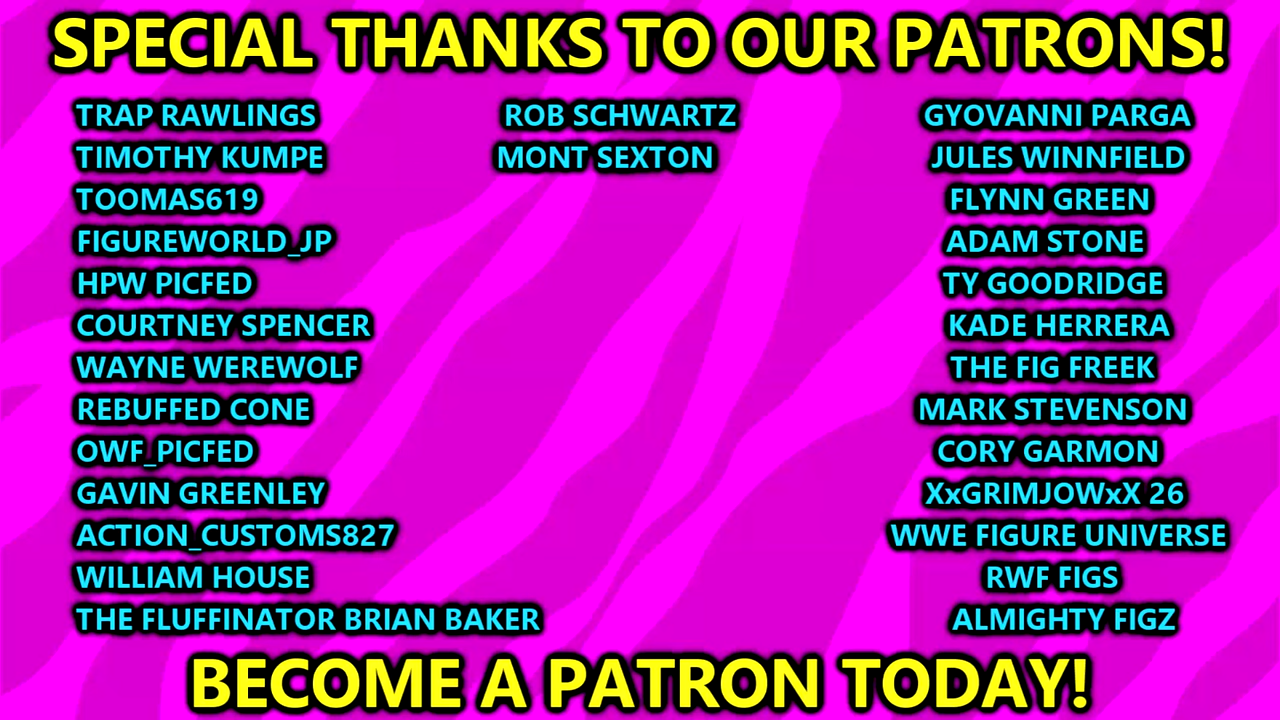 SPECIAL THANKS TO OUR PATRONS!
TRAP RAWLINGS
TIMOTHY KUMPE
TOOMAS619
FIGUREWORLD_JP
HPW PICFED
COURTNEY SPENCER
WAYNE WEREWOLF
REBUFFED CONE
OWF_PICFED
GAVIN GREENLEY
ACTION_CUSTOMS827
WILLIAM HOUSE
THE FLUFFINATOR BRIAN BAKER
ROB SCHWARTZ
MONT SEXTON
GYOVANNI PARGA
JULES WINNFIELD
FLYNN GREEN
ADAM STONE
TY GOODRIDGE
KADE HERRERA
THE FIG FREEK
MARK STEVENSON
CORY GARMON
XxGRIMJOWxX 26
WWE FIGURE UNIVERSE
RWF FIGS
ALMIGHTY FIGZ
BECOME A PATRON TODAY!